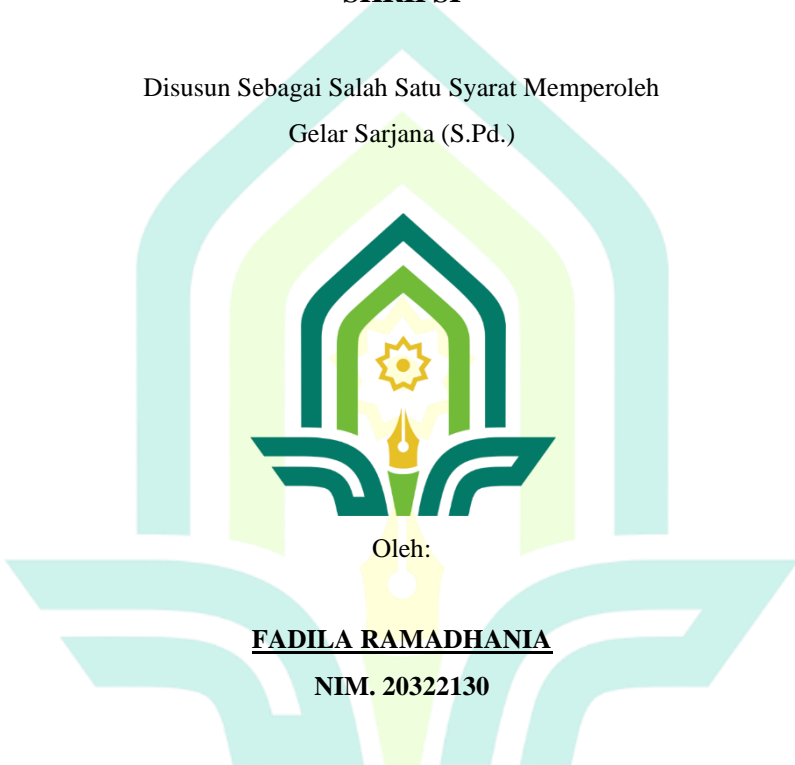 Disusun Sebagai Salah Satu Syarat Memperoleh
Gelar Sarjana (S.Pd.)
Oleh:
FADILA RAMADHANIA
NIM. 20322130